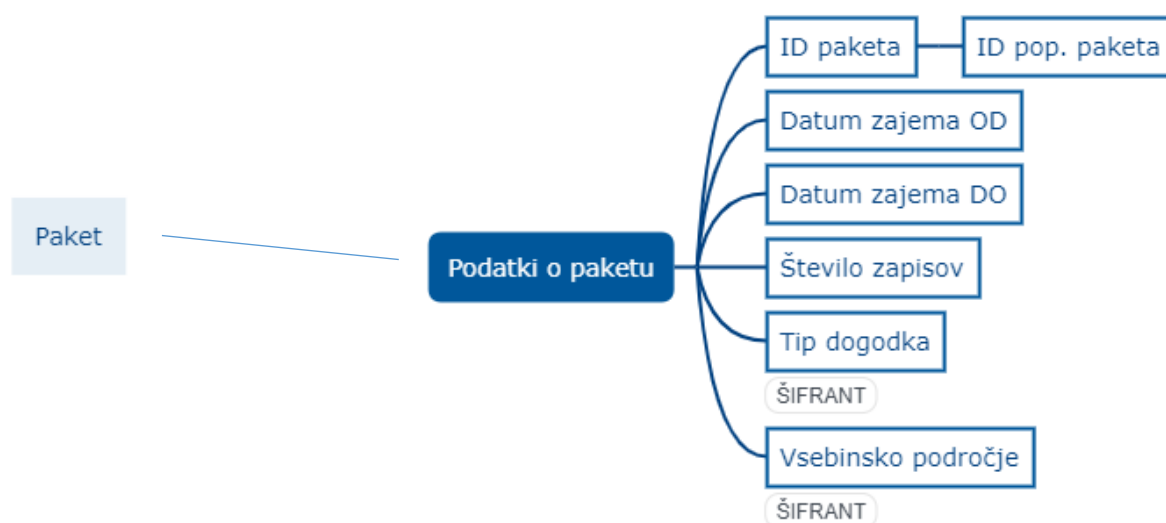 Paket
Podatki o paketu
ID paketa
ID pop. paketa
Datum zajema OD
Datum zajema DO
Število zapisov
Tip dogodka
ŠIFRANT
Vsebinsko področje
ŠIFRANT